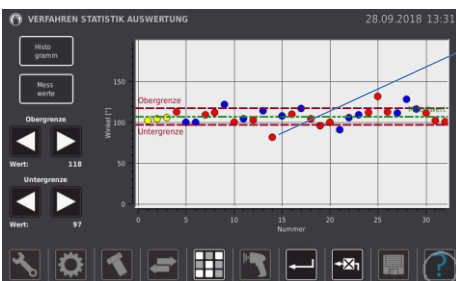 VERFAHREN STATISTIK AUSWERTUNG
28.09.2018 13:31
Histo
gramm
Mess
werte
Obergrenze
Wert: 118
Untergrenze
Wert: 97
Winkel [°]
150
100
50
0
Obergrenze
Untergrenze
0 5 10 15 20 25 30
Nummer